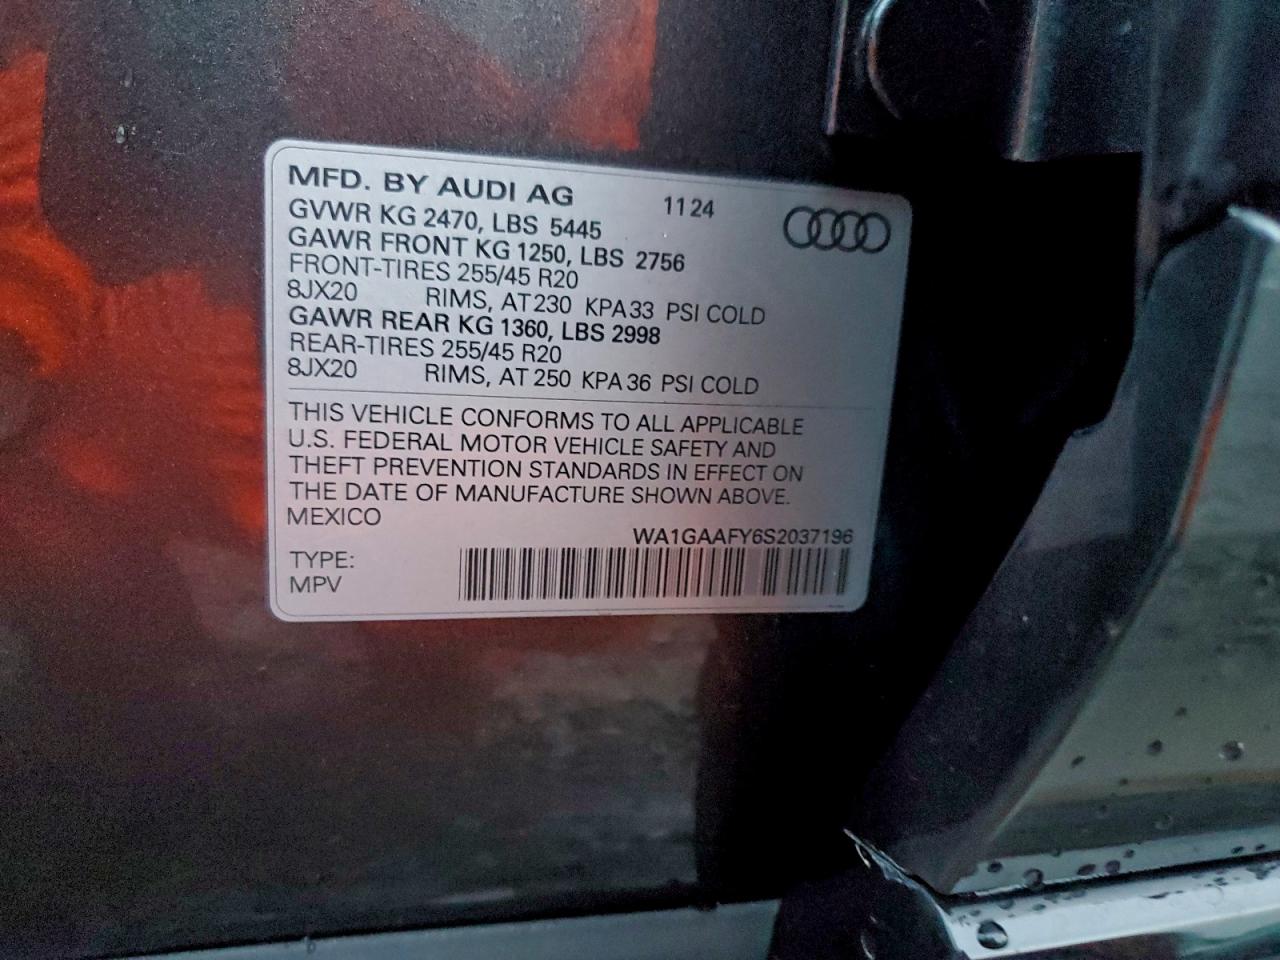 MFD. BY AUDI AG 1124
GVWR KG 2470, LBS 5445
GAWR FRONT KG 1250, LBS 2756
FRONT-TIRES 255/45 R20
8JX20 RIMS, AT 230 KPA 33 PSI COLD
GAWR REAR KG 1360, LBS 2998
REAR-TIRES 255/45 R20
8JX20 RIMS, AT 250 KPA 36 PSI COLD
THIS VEHICLE CONFORMS TO ALL APPLICABLE
U.S. FEDERAL MOTOR VEHICLE SAFETY AND
THEFT PREVENTION STANDARDS IN EFFECT ON
THE DATE OF MANUFACTURE SHOWN ABOVE.
MEXICO
WA1GAAFY6S2037196
TYPE:
MPV